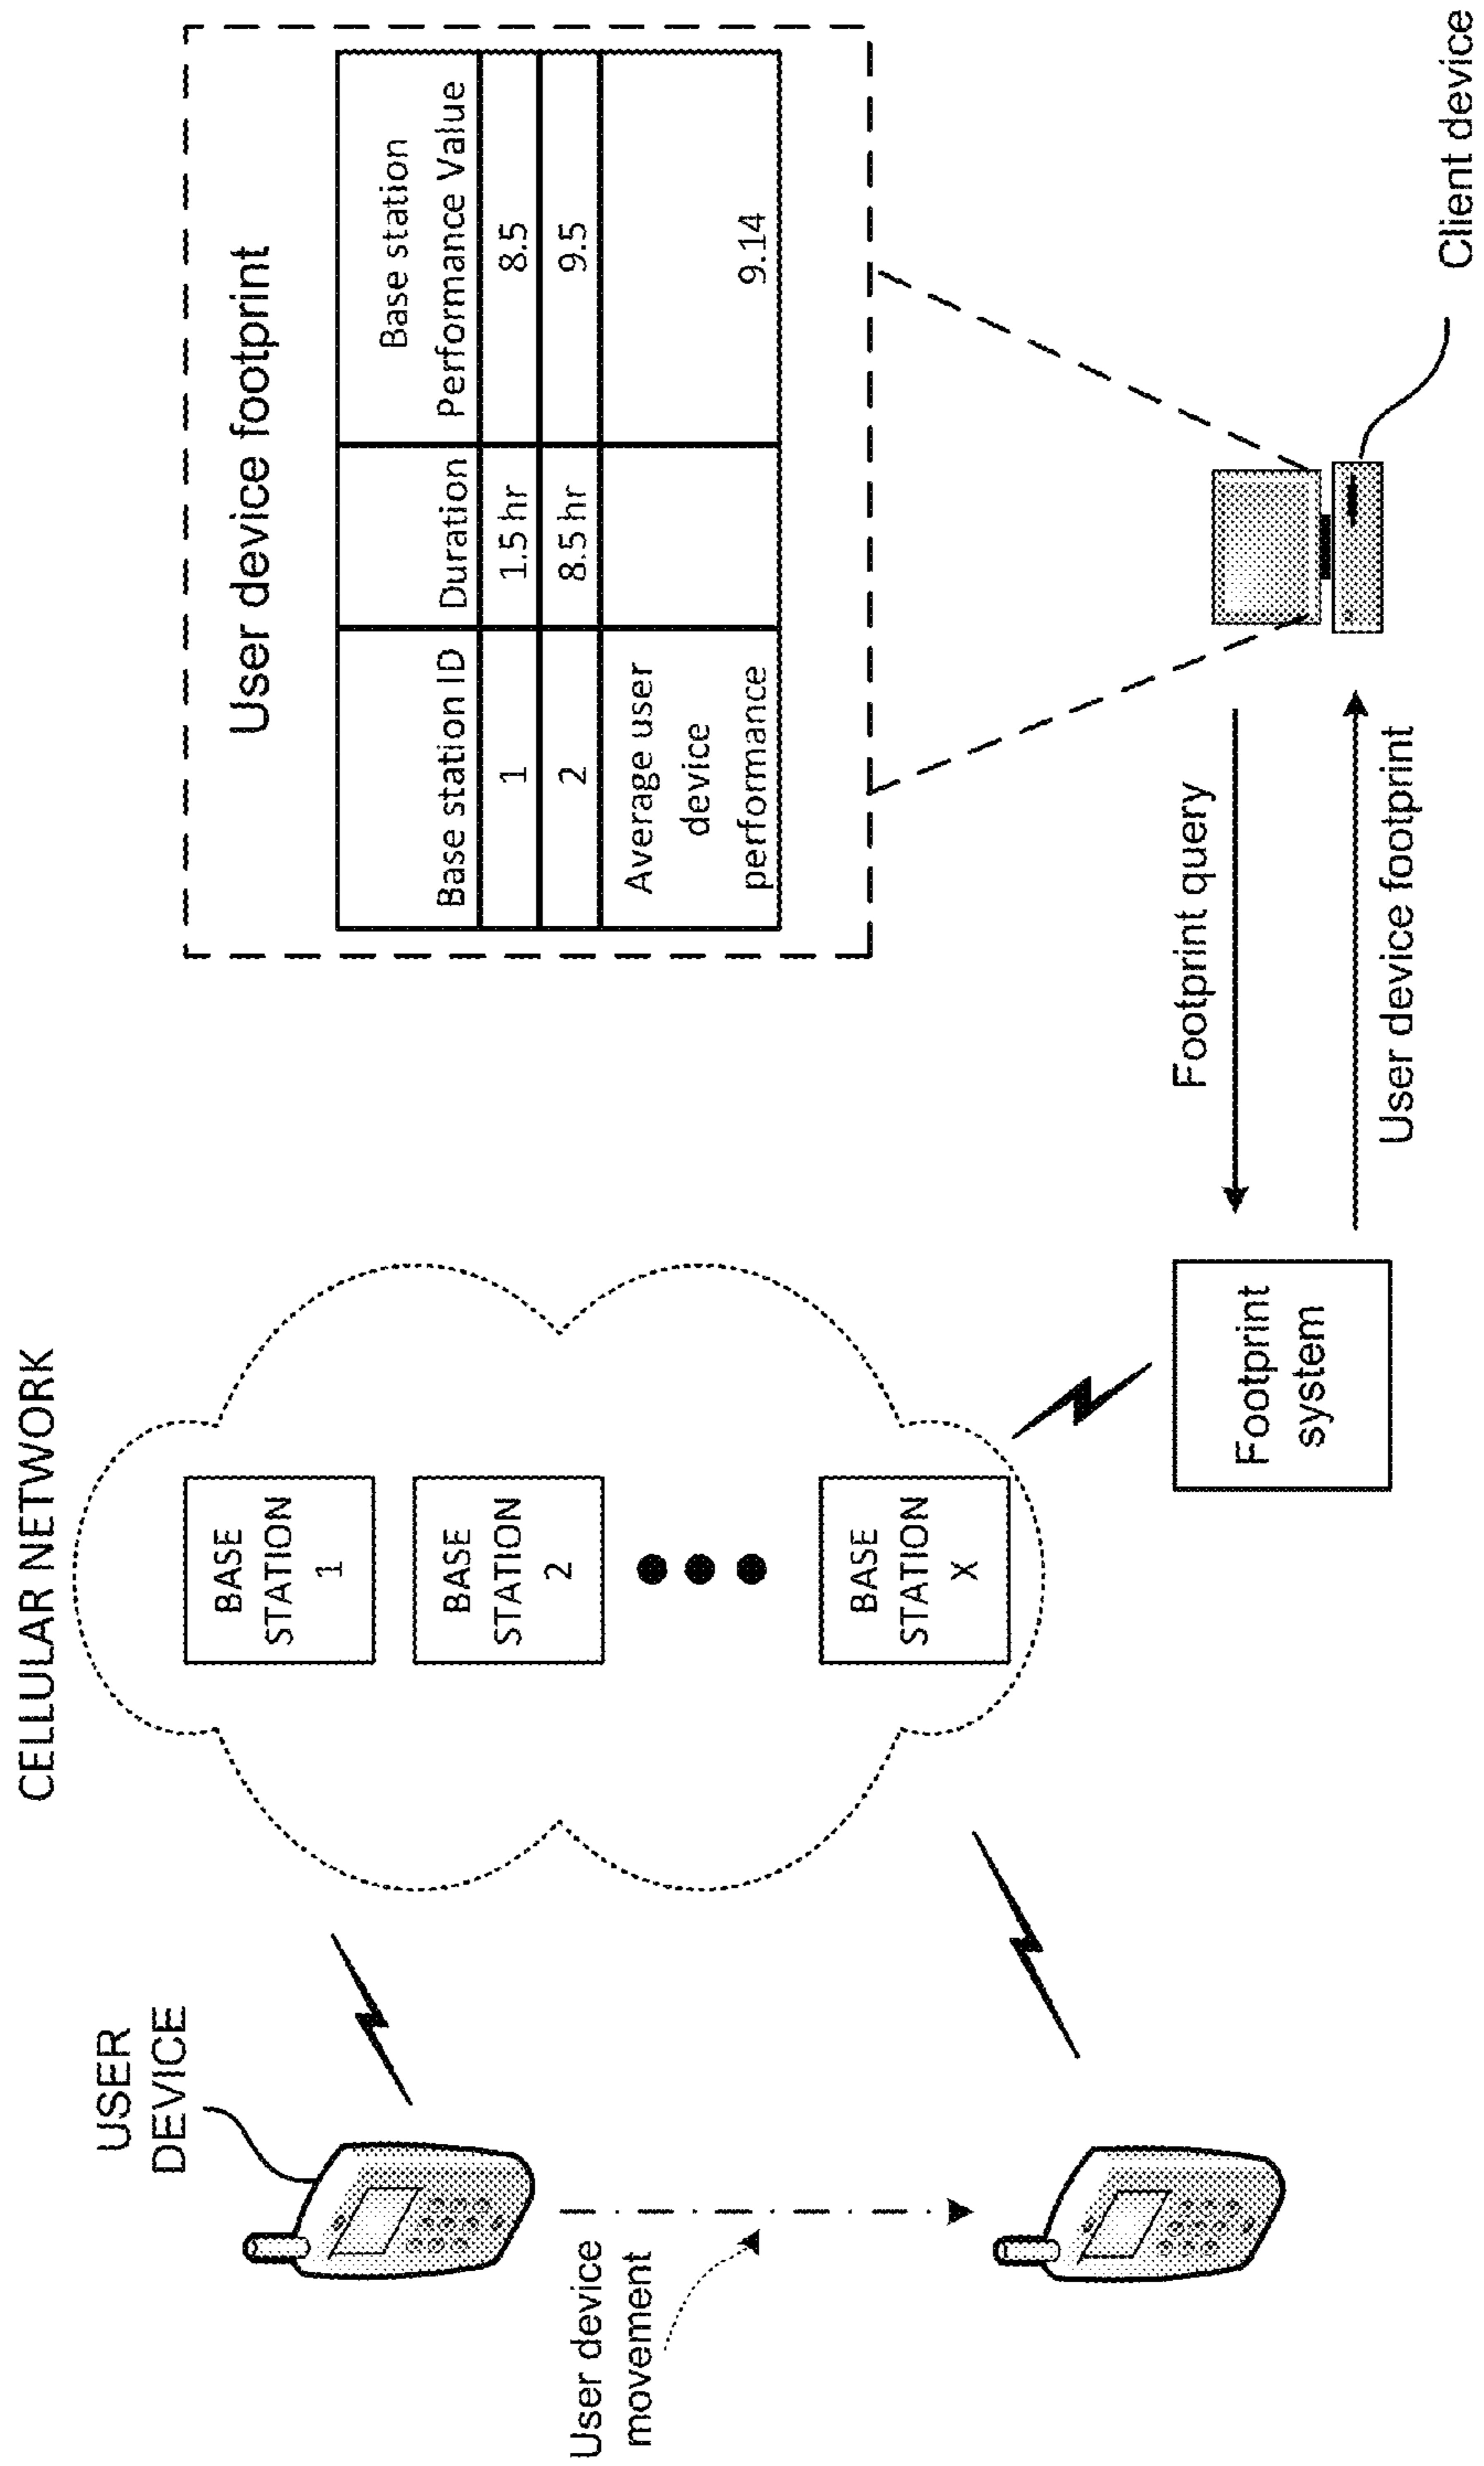 CELLULAR NETWORK
USER
DEVICE
User device
movement
BASE
STATION
1
BASE
STATION
2
BASE
STATION
X
Footprint
system
Footprint query
User device footprint
Client device
User device footprint
Base station ID Duration Base station
Performance Value
1 1.5 hr 8.5
2 8.5 hr 9.5
Average user
device
performance 9.14